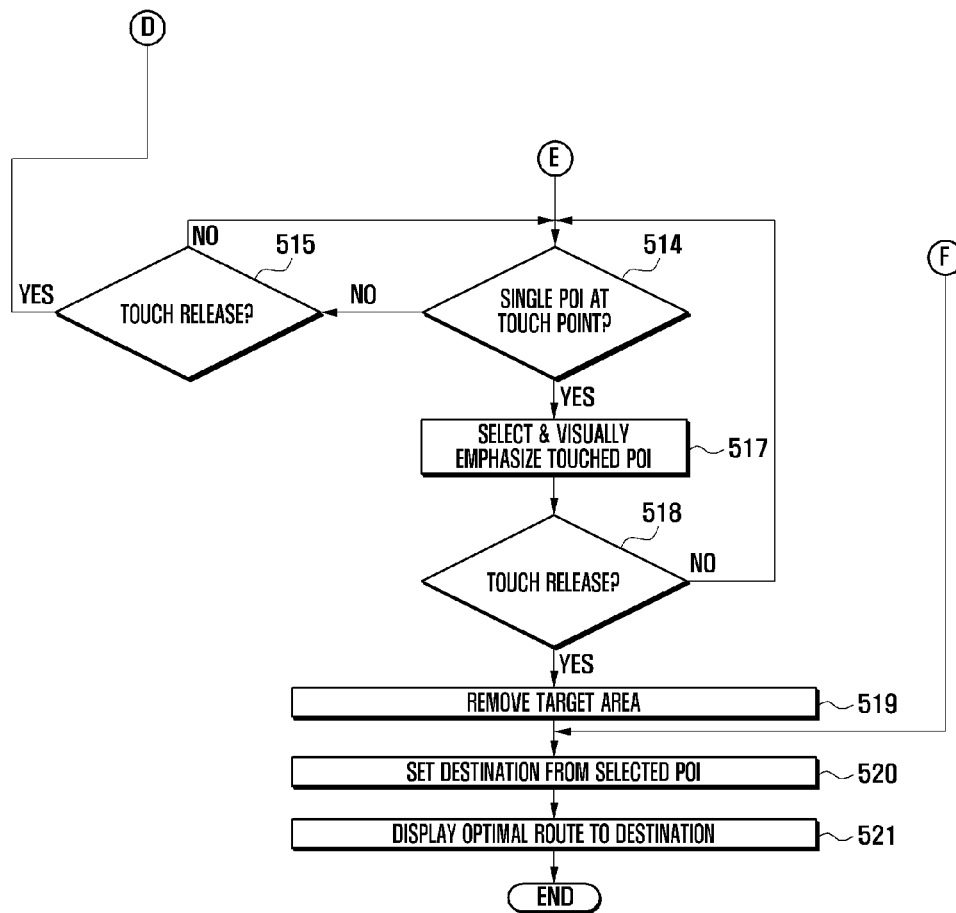 D
E
F
NO
515
514
YES
TOUCH RELEASE?
NO
SINGLE POI AT
TOUCH POINT?
YES
SELECT & VISUALLY
EMPHASIZE TOUCHED POI
517
518
TOUCH RELEASE?
NO
YES
REMOVE TARGET AREA
519
SET DESTINATION FROM SELECTED POI
520
DISPLAY OPTIMAL ROUTE TO DESTINATION
521
END